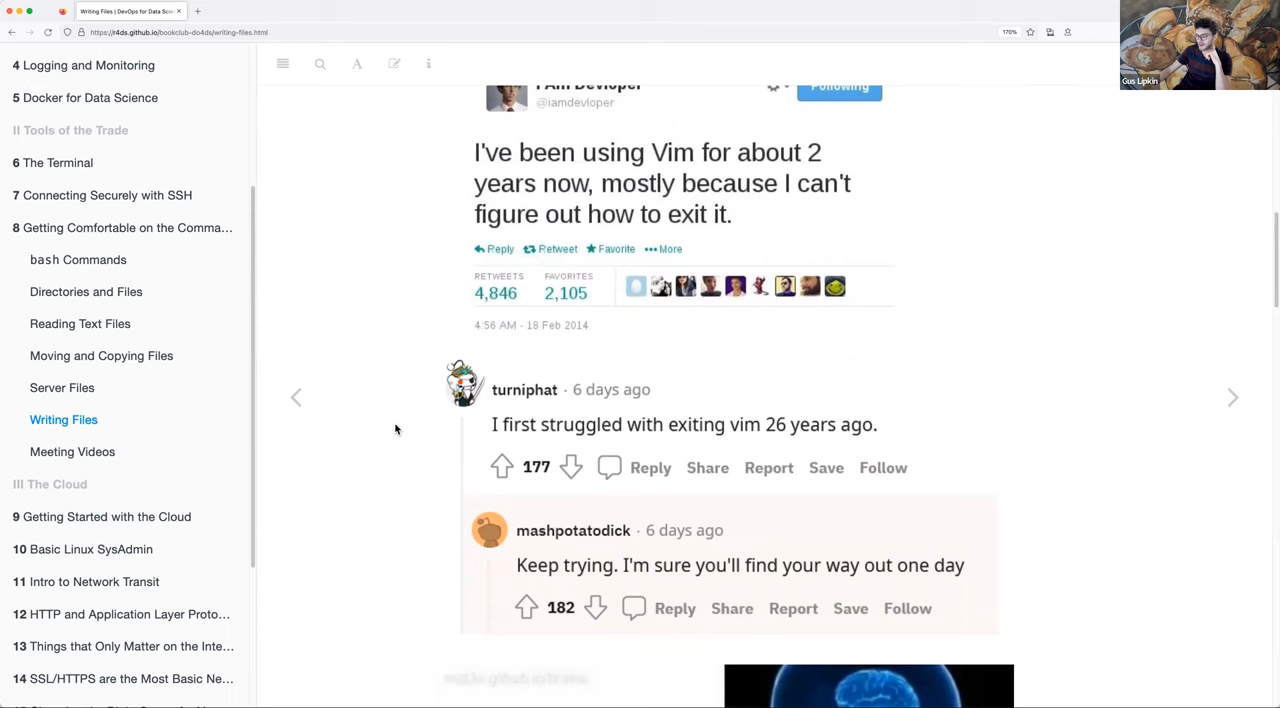 Writing Files | DevOps for Data Scie
https://r4ds.github.io/bookclub-do4ds/writing-files.html
170%
Gus Lipkin
4 Logging and Monitoring
5 Docker for Data Science
II Tools of the Trade
6 The Terminal
7 Connecting Securely with SSH
8 Getting Comfortable on the Comma…
bash Commands
Directories and Files
Reading Text Files
Moving and Copying Files
Server Files
Writing Files
Meeting Videos
III The Cloud
9 Getting Started with the Cloud
10 Basic Linux SysAdmin
11 Intro to Network Transit
12 HTTP and Application Layer Proto…
13 Things that Only Matter on the Inte…
14 SSL/HTTPS are the Most Basic Ne…
I Am Devloper
@iamdevloper
Following
I've been using Vim for about 2
years now, mostly because I can't
figure out how to exit it.
Reply Retweet Favorite More
RETWEETS FAVORITES
4,846 2,105
4:56 AM - 18 Feb 2014
turniphat · 6 days ago
I first struggled with exiting vim 26 years ago.
177 Reply Share Report Save Follow
mashpotatodick · 6 days ago
Keep trying. I'm sure you'll find your way out one day
182 Reply Share Report Save Follow